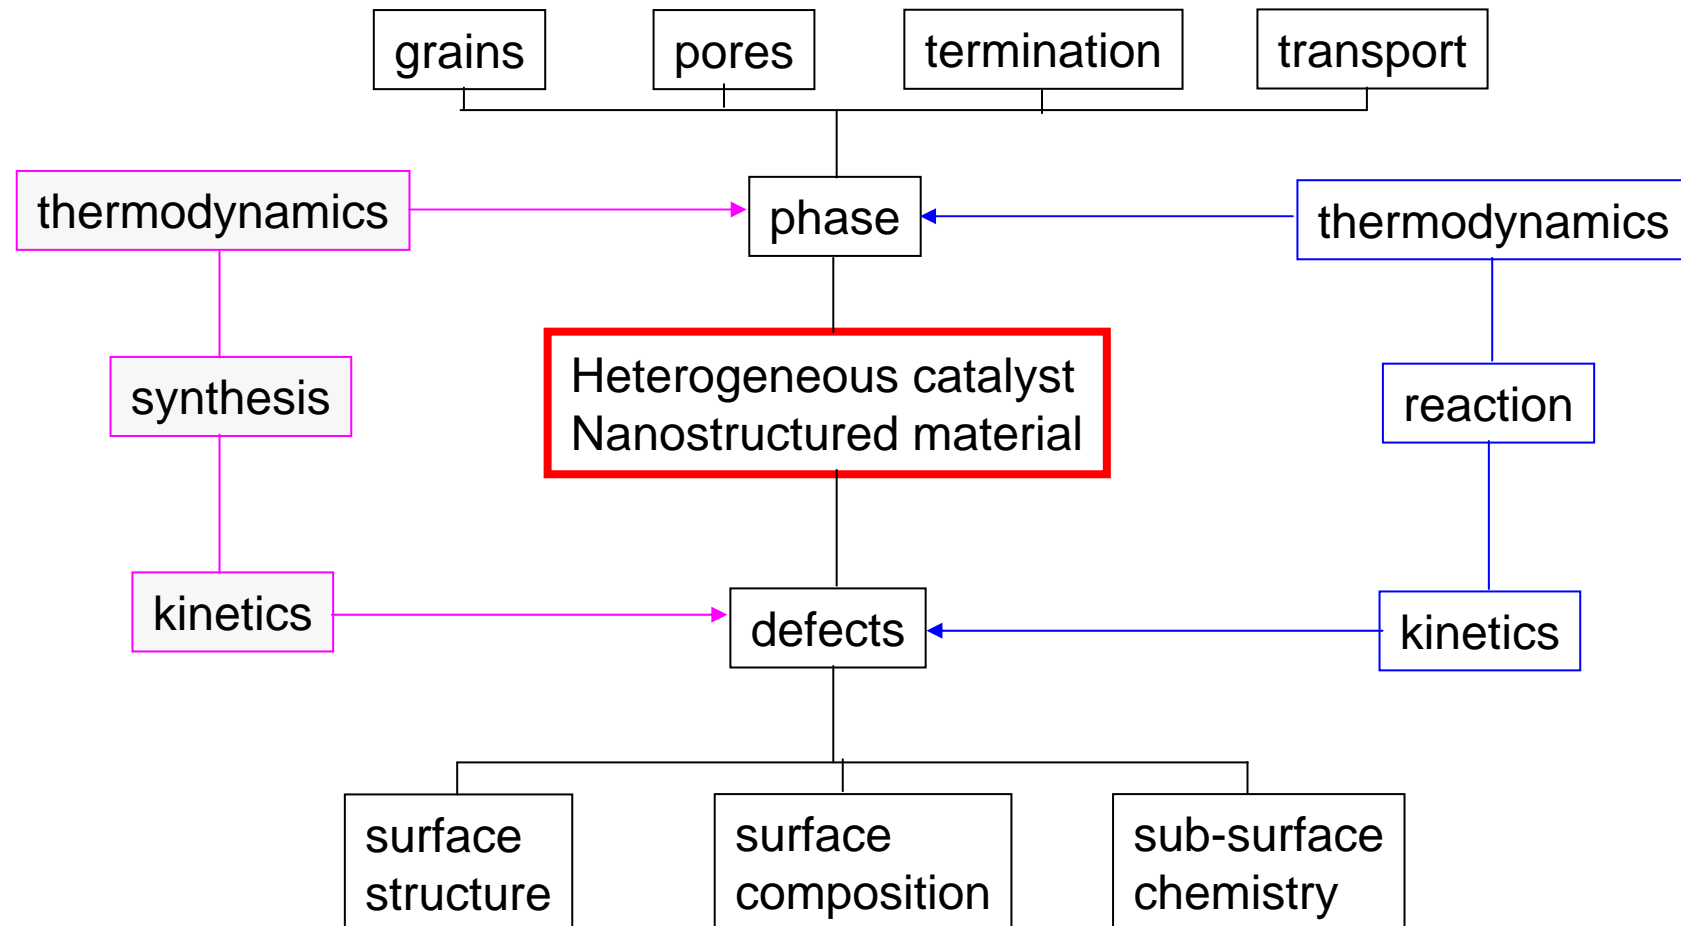 grains
pores
termination
transport
thermodynamics
phase
thermodynamics
Heterogeneous catalyst
Nanostructured material
synthesis
reaction
kinetics
defects
kinetics
surface
structure
surface
composition
sub-surface
chemistry